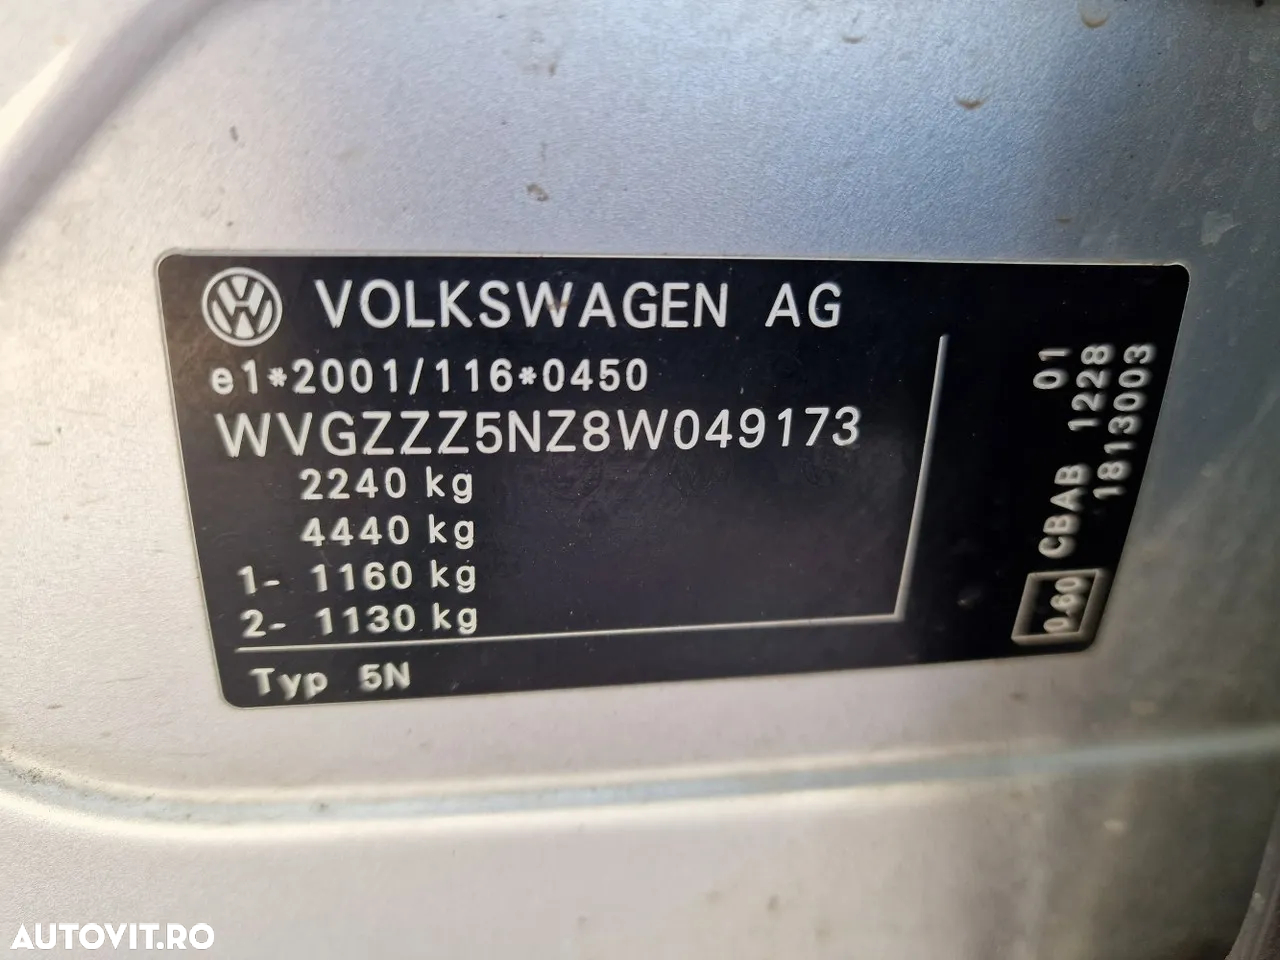 VOLKSWAGEN AG
e1*2001/116*0450
WVGZZZ5NZ8W049173
2240 kg
4440 kg
1- 1160 kg
2- 1130 kg
Typ 5N
01
CBAB 1228
1813003
0.60
AUTOVIT.RO